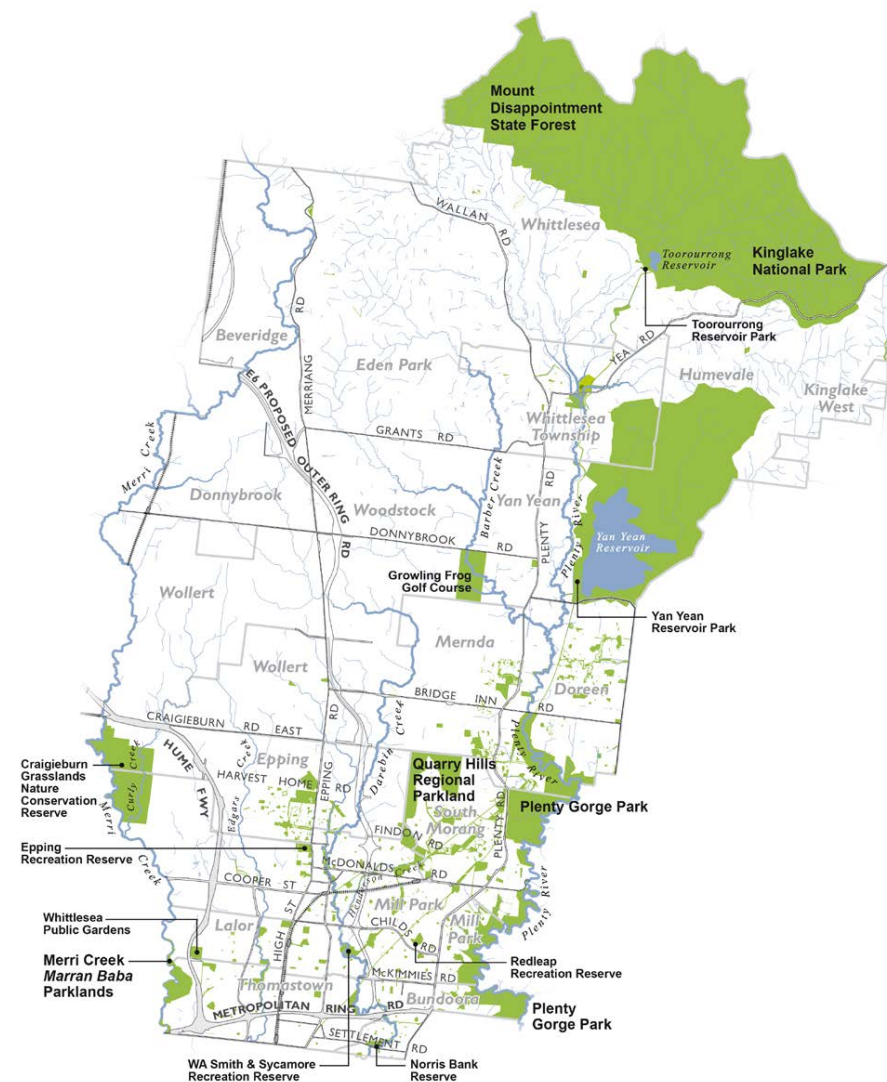 Mount
Disappointment
State Forest
WALLAN RD
Whittlesea
Toorourrong
Reservoir
Kinglake
National Park
Toorourrong
Reservoir Park
Beveridge
MERRIANG RD
Eden Park
YEA RD
Humevale
Kinglake
West
E6 PROPOSED OUTER RING RD
Whittlesea
Township
GRANTS RD
Merri Creek
Barber Creek
PLENTY RD
Plenty River
Donnybrook
Woodstock
Yan Yean
DONNYBROOK RD
Yan Yean
Reservoir
Growling Frog
Golf Course
Wollert
Yan Yean
Reservoir Park
Mernda
Wollert
Doreen
BRIDGE INN RD
CRAIGIEBURN RD EAST
Darebin Creek
Plenty River
Craigieburn
Grasslands
Nature
Conservation
Reserve
Curly Creek
HUME FWY
Edgars Creek
Epping
HARVEST HOME RD
EPPING RD
Quarry Hills
Regional
Parkland
South
Morang
PLENTY RD
Plenty Gorge Park
Merri Creek
FINDON RD
Epping
Recreation Reserve
McDONALDS RD
COOPER ST
Henderson Creek
Mill Park
Plenty River
Whittlesea
Public Gardens
Lalor
HIGH ST
CHILDS RD
Mill
Park
Merri Creek
Marran Baba
Parklands
Redleap
Recreation Reserve
McKIMMIES RD
Thomastown
Bundoora
METROPOLITAN RING RD
Plenty
Gorge Park
SETTLEMENT RD
WA Smith & Sycamore
Recreation Reserve
Norris Bank
Reserve